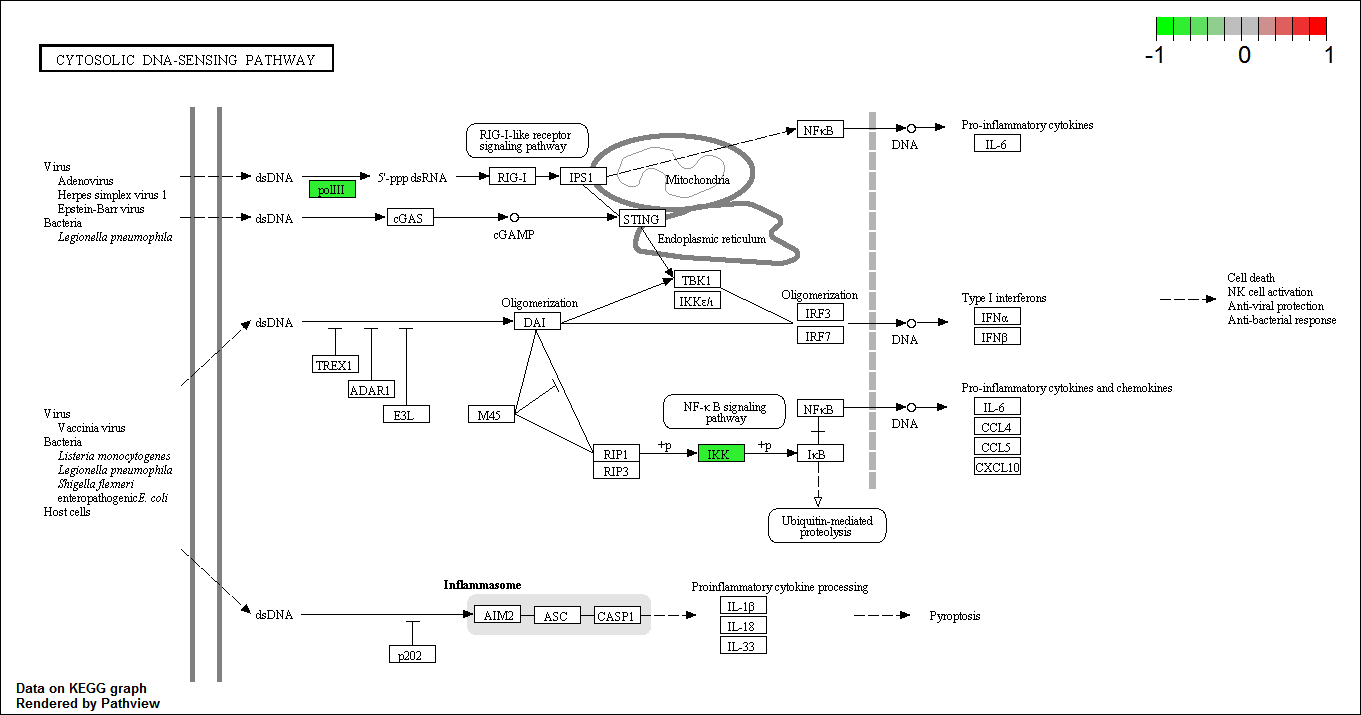 -1 0 1
CYTOSOLIC DNA-SENSING PATHWAY
RIG-I-like receptor
signaling pathway
NFκB
DNA
Pro-inflammatory cytokines
IL-6
Virus
Adenovirus
Herpes simplex virus 1
Epstein-Barr virus
Bacteria
Legionella pneumophila
dsDNA
polIII
5'-ppp dsRNA
RIG-I
IPS1
Mitochondria
dsDNA
cGAS
cGAMP
STING
Endoplasmic reticulum
TBK1
IKKε/ι
Oligomerization
DAI
Oligomerization
IRF3
IRF7
DNA
Type I interferons
IFNα
IFNβ
Cell death
NK cell activation
Anti-viral protection
Anti-bacterial response
dsDNA
TREX1
ADAR1
E3L
M45
NF-κ B signaling
pathway
NFκB
DNA
Pro-inflammatory cytokines and chemokines
IL-6
CCL4
CCL5
CXCL10
Virus
Vaccinia virus
Bacteria
Listeria monocytogenes
Legionella pneumophila
Shigella flexneri
enteropathogenicE. coli
Host cells
RIP1
RIP3
+p
IKK
+p
IκB
Ubiquitin-mediated
proteolysis
Inflammasome
dsDNA
AIM2
ASC
CASP1
p202
Proinflammatory cytokine processing
IL-1β
IL-18
IL-33
Pyroptosis
Data on KEGG graph
Rendered by Pathview